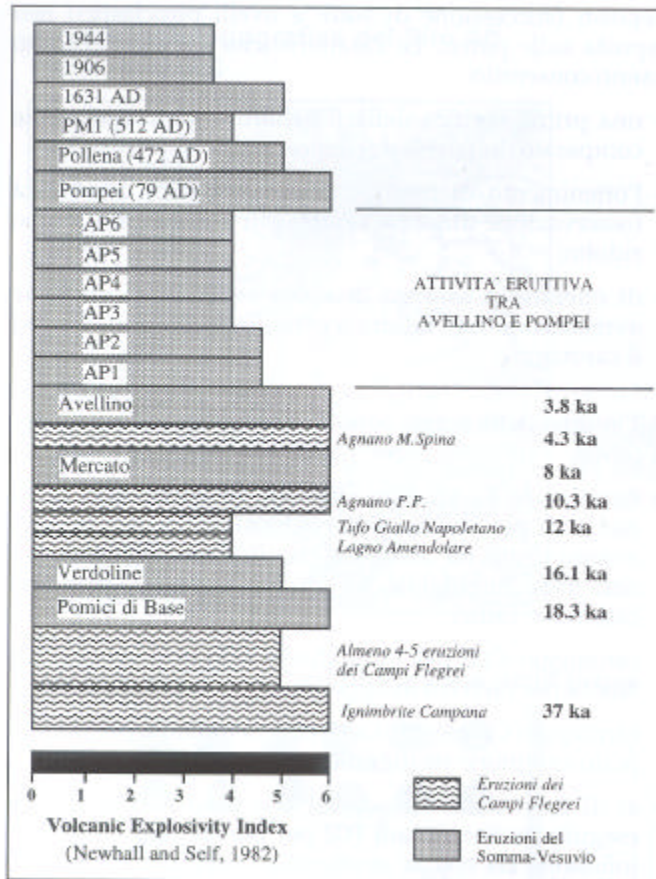 1944
1906
1631 AD
PM1 (512 AD)
Pollena (472 AD)
Pompei (79 AD)
AP6
AP5
AP4
AP3
AP2
AP1
ATTIVITA' ERUTTIVA
TRA
AVELLINO E POMPEI
Avellino
3.8 ka
Agnano M.Spina
4.3 ka
Mercato
8 ka
Agnano P.P.
10.3 ka
Tufo Giallo Napoletano
12 ka
Lagno Amendolare
Verdoline
16.1 ka
Pomici di Base
18.3 ka
Almeno 4-5 eruzioni
dei Campi Flegrei
Ignimbrite Campana
37 ka
0 1 2 3 4 5 6
Volcanic Explosivity Index
(Newhall and Self, 1982)
Eruzioni dei
Campi Flegrei
Eruzioni del
Somma-Vesuvio